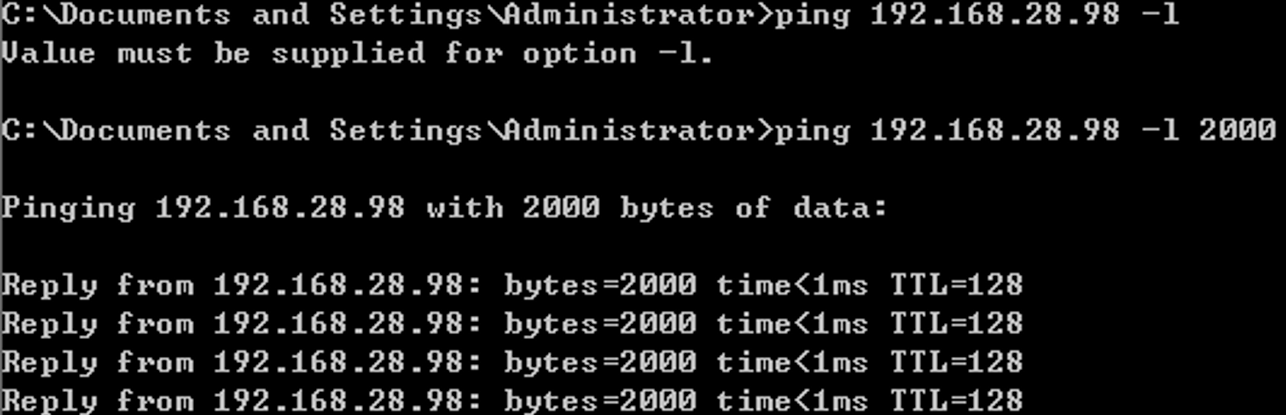 C:\Documents and Settings\Administrator>ping 192.168.28.98 -l
Value must be supplied for option -l.
C:\Documents and Settings\Administrator>ping 192.168.28.98 -l 2000
Pinging 192.168.28.98 with 2000 bytes of data:
Reply from 192.168.28.98: bytes=2000 time<1ms TTL=128
Reply from 192.168.28.98: bytes=2000 time<1ms TTL=128
Reply from 192.168.28.98: bytes=2000 time<1ms TTL=128
Reply from 192.168.28.98: bytes=2000 time<1ms TTL=128